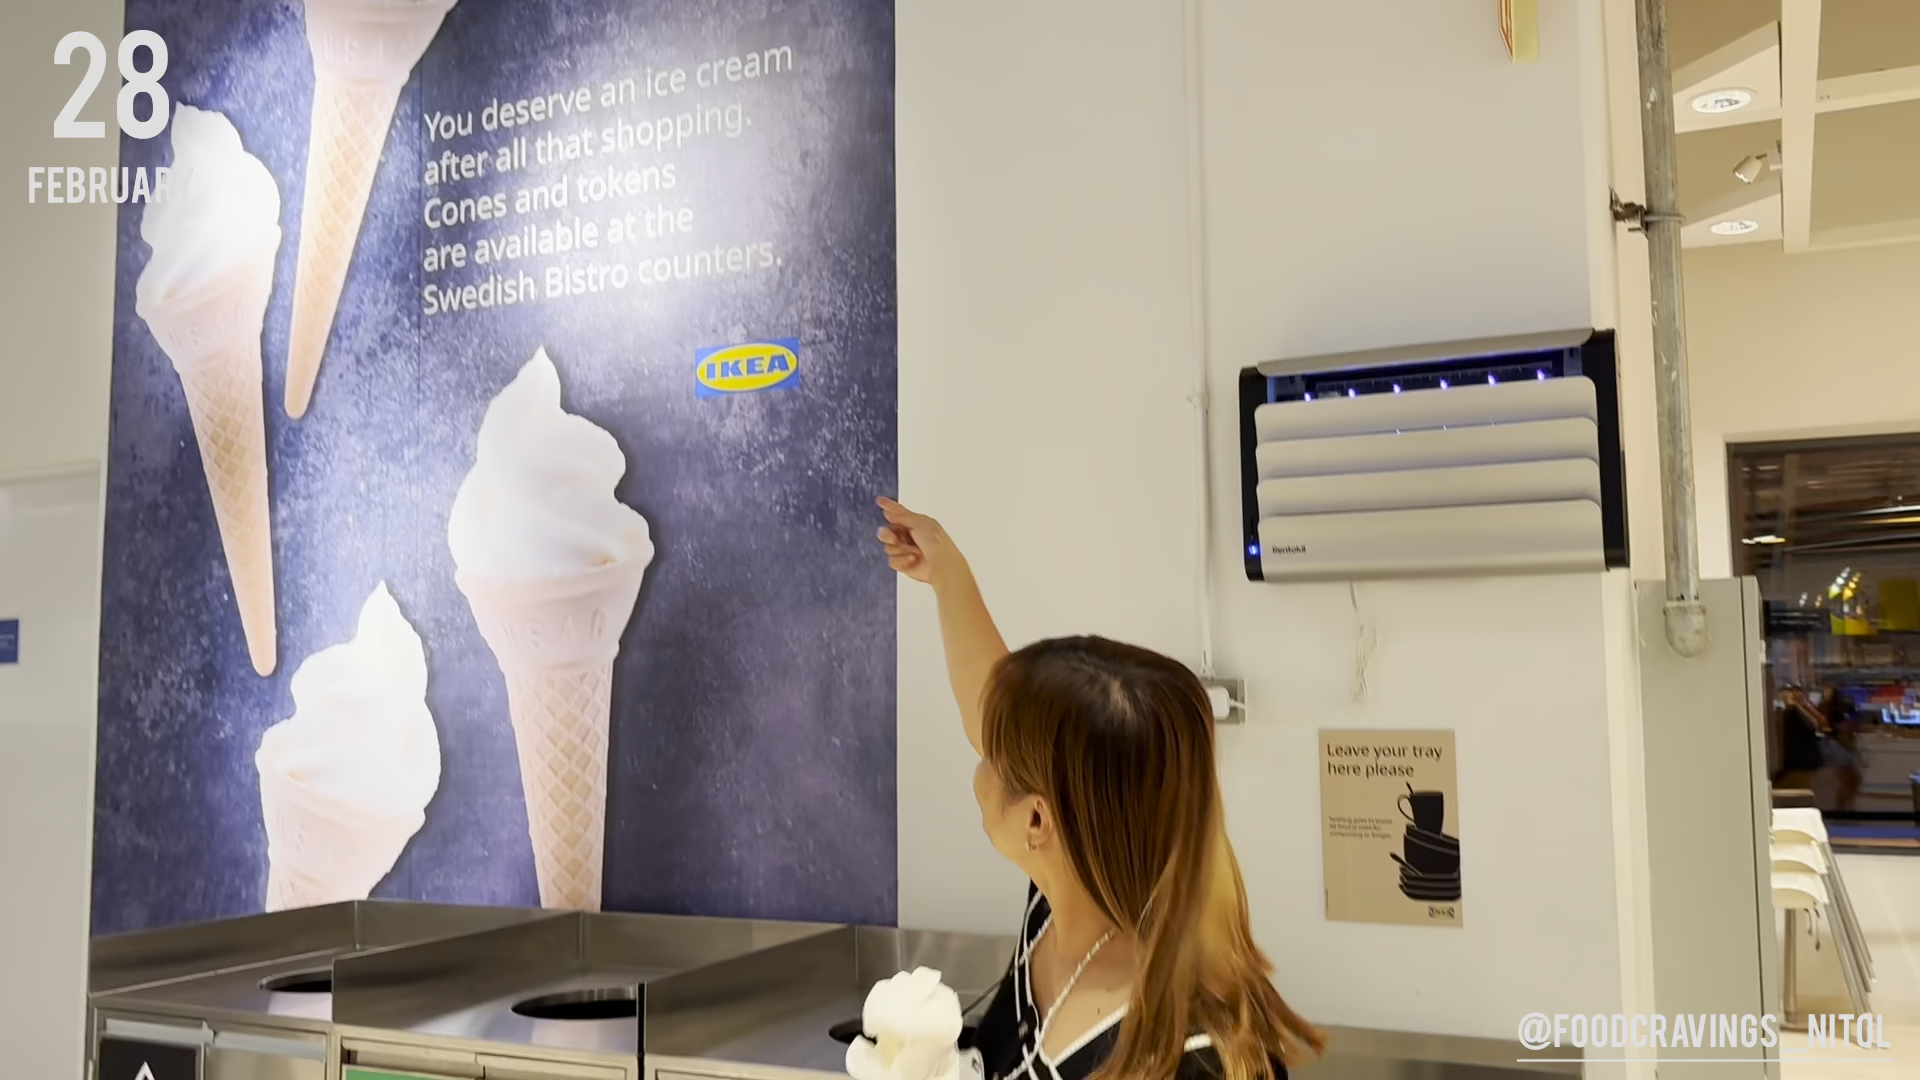 28
FEBRUARY
You deserve an ice cream
after all that shopping.
Cones and tokens
are available at the
Swedish Bistro counters.
IKEA
Rentokil
Leave your tray
here please
@FOODCRAVINGS_NITQL